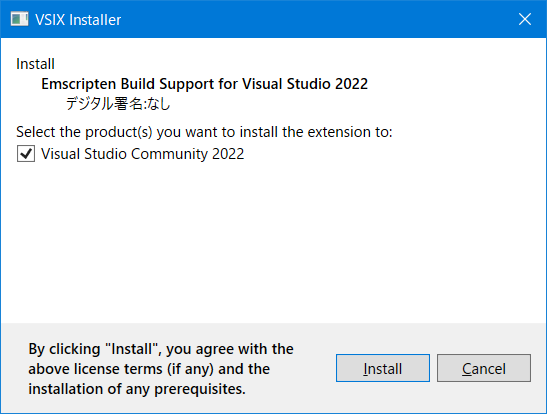 VSIX Installer
Install
Emscripten Build Support for Visual Studio 2022
デジタル署名:なし
Select the product(s) you want to install the extension to:
Visual Studio Community 2022
By clicking "Install", you agree with the
above license terms (if any) and the
installation of any prerequisites.
Install
Cancel